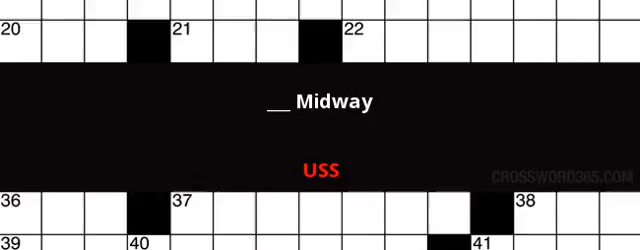 20 21 22
__ Midway
USS
CROSSWORD365.COM
36 37 38
39 40 41